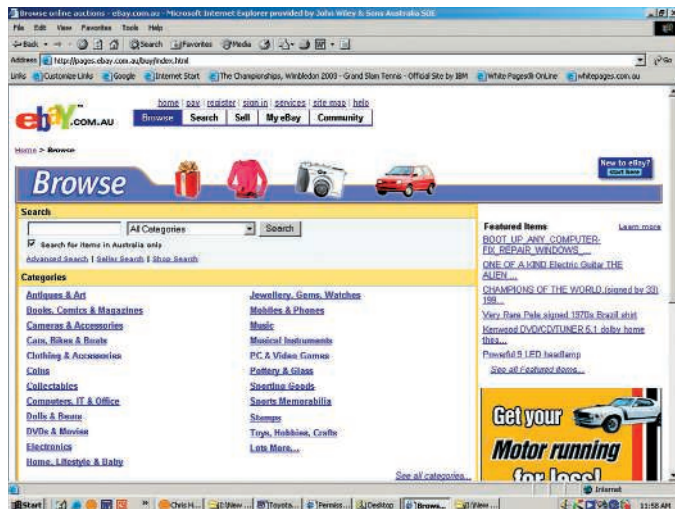 Browse online auctions - eBay.com.au - Microsoft Internet Explorer provided by John Wiley & Sons Australia SOE
File Edit View Favorites Tools Help
Back Search Favorites Media
Address http://pages.ebay.com.au/buy/index.html Go
Links Customize Links Google Internet Start The Championships, Wimbledon 2003 - Grand Slam Tennis - Official Site by IBM White Pages® OnLine whitepages.com.au
home | pay | register | sign in | services | site map | help
ebY.COM.AU
Browse Search Sell My eBay Community
Home > Browse
New to eBay?
start here
Browse
Search
All Categories Search
Search for items in Australia only
Advanced Search | Seller Search | Shop Search
Categories
Antiques & Art
Books, Comics & Magazines
Cameras & Accessories
Cars, Bikes & Boats
Clothing & Accessories
Coins
Collectables
Computers, IT & Office
Dolls & Bears
DVDs & Movies
Electronics
Home, Lifestyle & Baby
Jewellery, Gems, Watches
Mobiles & Phones
Music
Musical Instruments
PC & Video Games
Pottery & Glass
Sporting Goods
Sports Memorabilia
Stamps
Toys, Hobbies, Crafts
Lots More...
See all categories...
Featured Items Learn more
BOOT UP ANY COMPUTER-
FIX_REPAIR_WINDOWS_...
ONE OF A KIND Electric Guitar THE
ALIEN ...
CHAMPIONS OF THE WORLD.(signed by 33)
199...
Very Rare Pele signed 1970s Brazil shirt
Kenwood DVD/CD/TUNER 5.1 dolby home
thea...
Powerful 9 LED headlamp
See all Featured items...
Get your
Motor running
for less!
Internet
Start Chris H... New ... Toyota... Permiss... Desktop Brows... New ... 11:58 AM